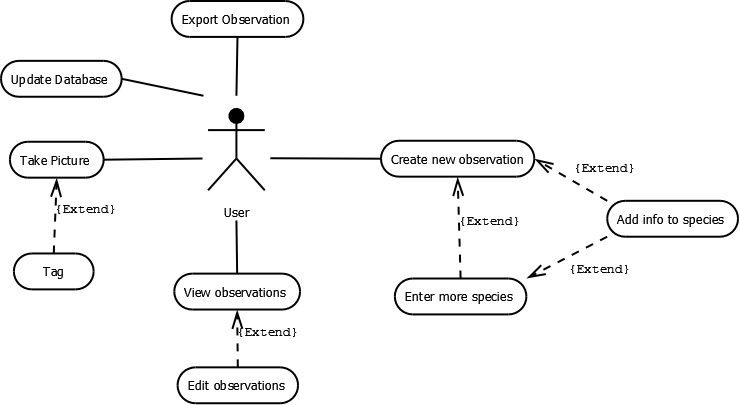 Export Observation
Update Database
Take Picture
Create new observation
{Extend}
{Extend}
{Extend}
User
Add info to species
Tag
{Extend}
View observations
Enter more species
{Extend}
Edit observations